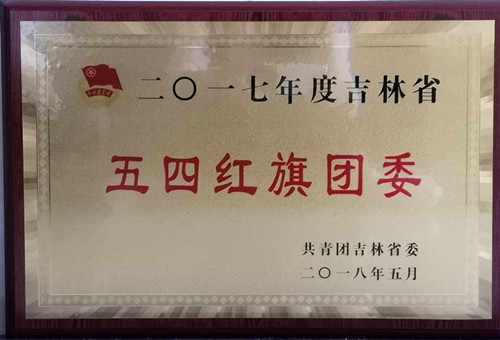 二〇一七年度吉林省
五四红旗团委
共青团吉林省委
二〇一八年五月